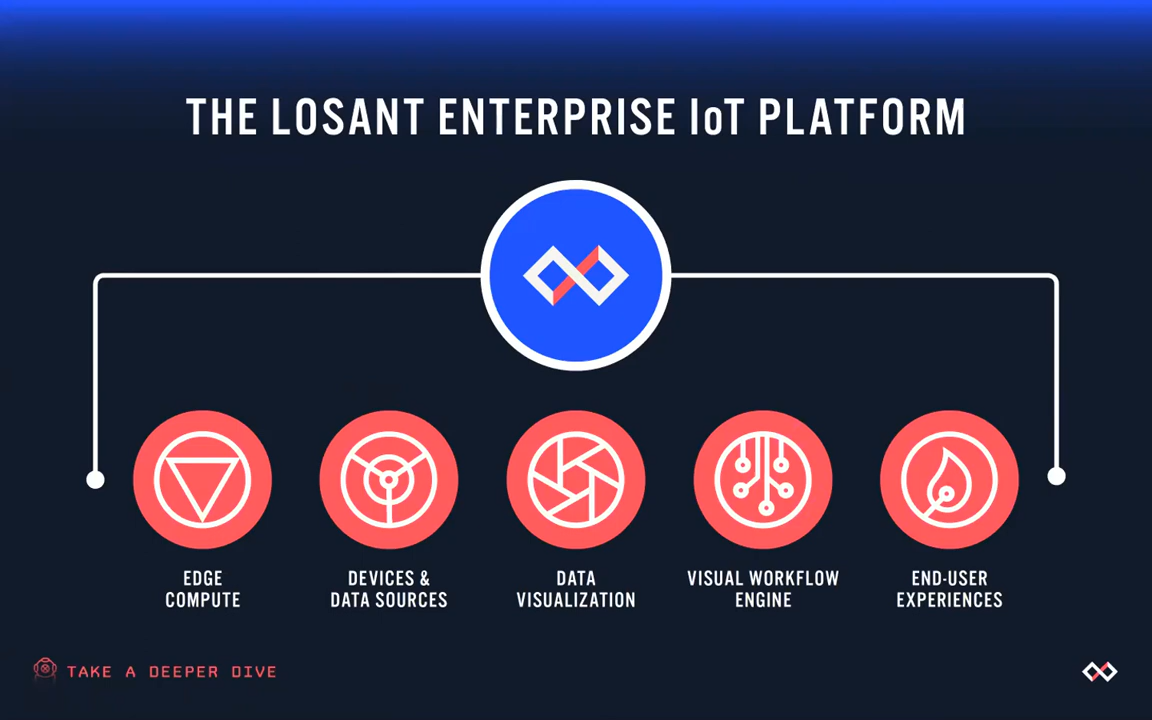 THE LOSANT ENTERPRISE IoT PLATFORM
EDGE
COMPUTE
DEVICES &
DATA SOURCES
DATA
VISUALIZATION
VISUAL WORKFLOW
ENGINE
END-USER
EXPERIENCES
TAKE A DEEPER DIVE